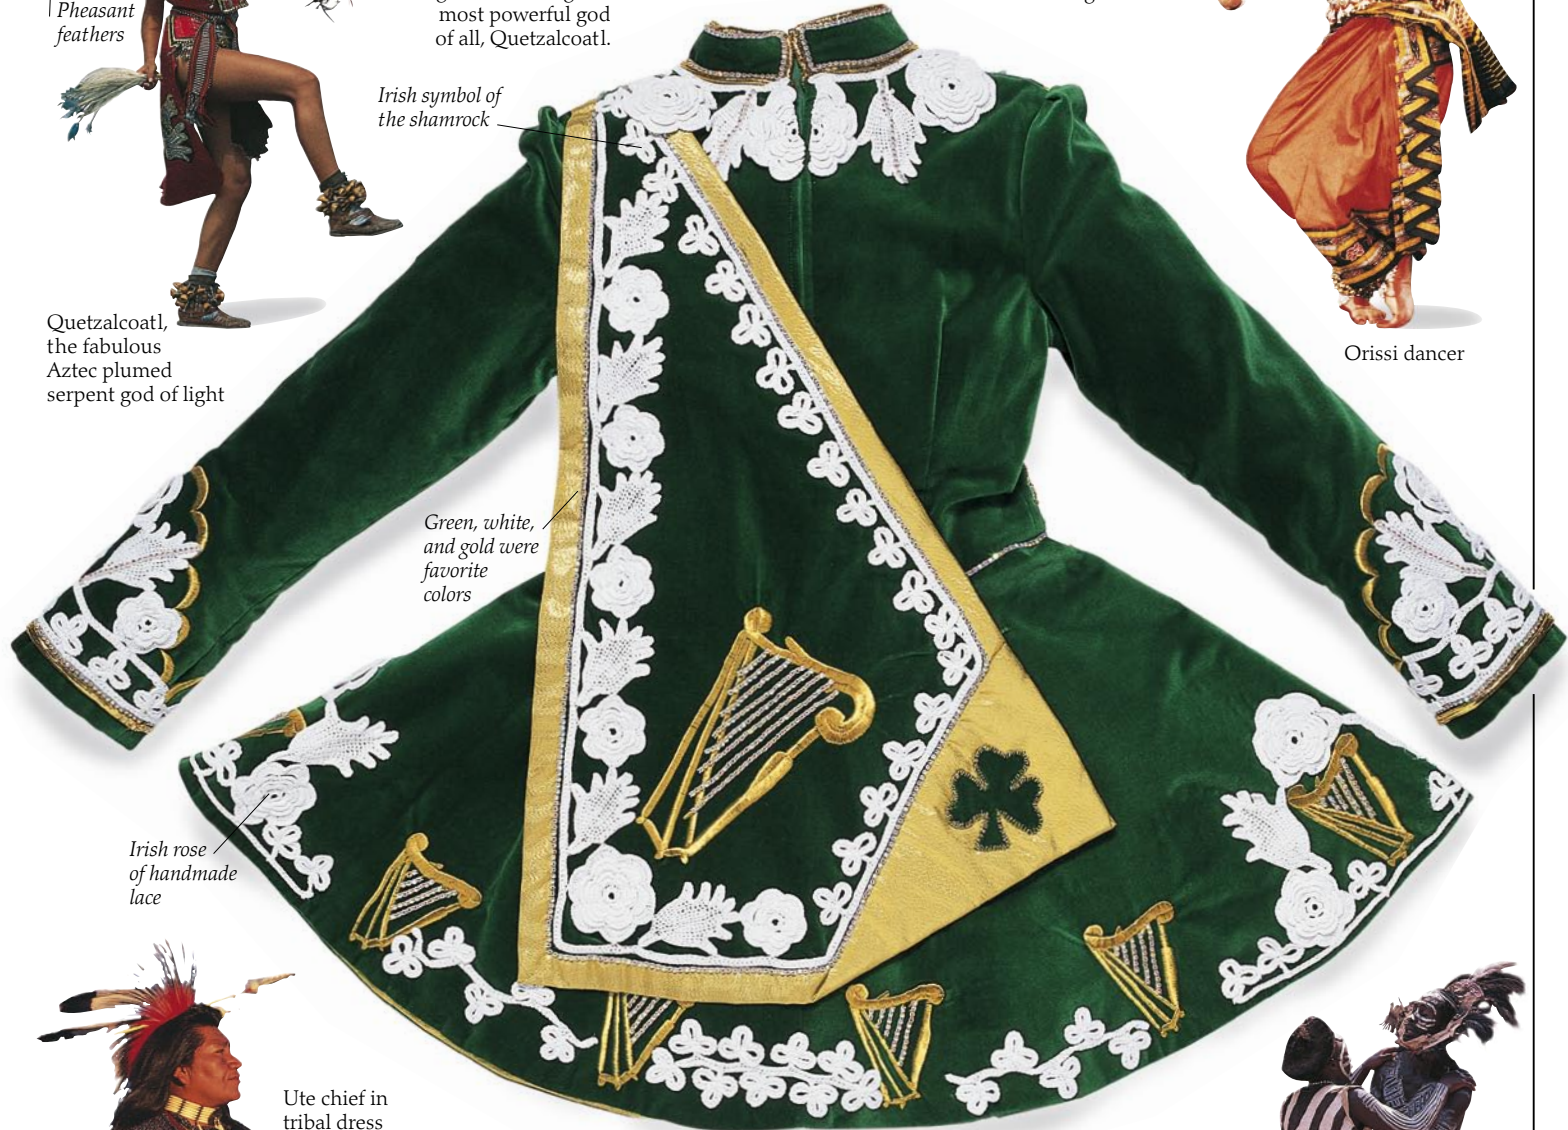 Pheasant
feathers
most powerful god
of all, Quetzalcoatl.
Irish symbol of
the shamrock
Quetzalcoatl,
the fabulous
Aztec plumed
serpent god of light
Orissi dancer
Green, white,
and gold were
favorite
colors
Irish rose
of handmade
lace
Ute chief in
tribal dress